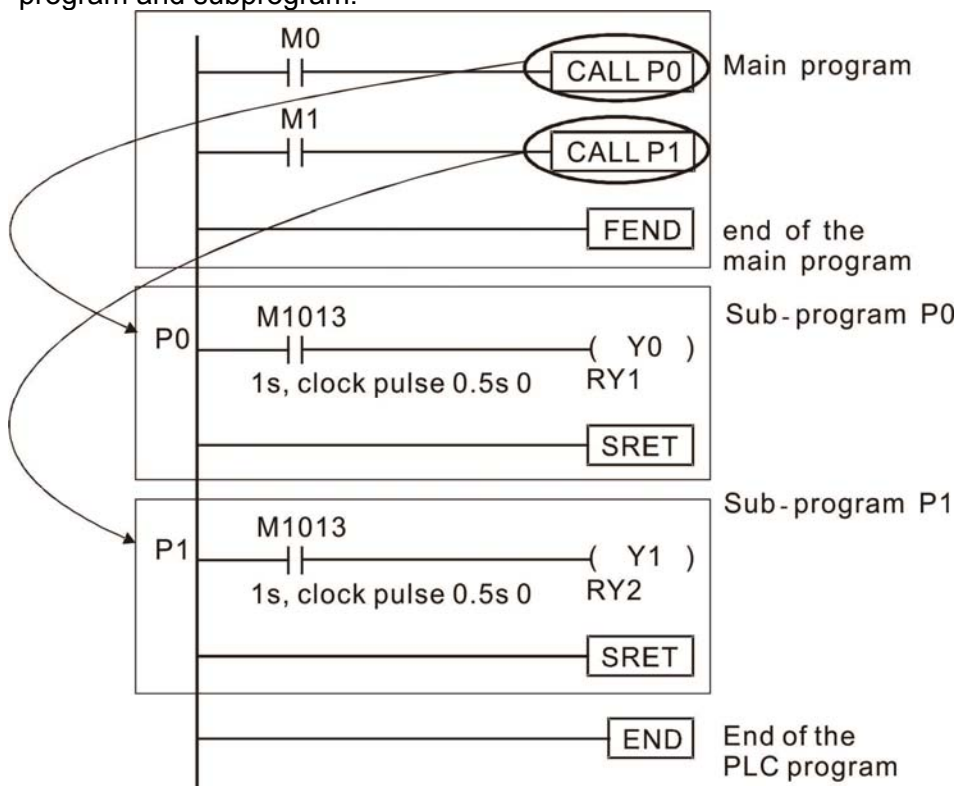 program and subprogram.
M0
CALL P0
Main program
M1
CALL P1
FEND
end of the
main program
Sub-program P0
M1013
P0
( Y0 )
1s, clock pulse 0.5s 0
RY1
SRET
Sub-program P1
M1013
P1
( Y1 )
1s, clock pulse 0.5s 0
RY2
SRET
END
End of the
PLC program